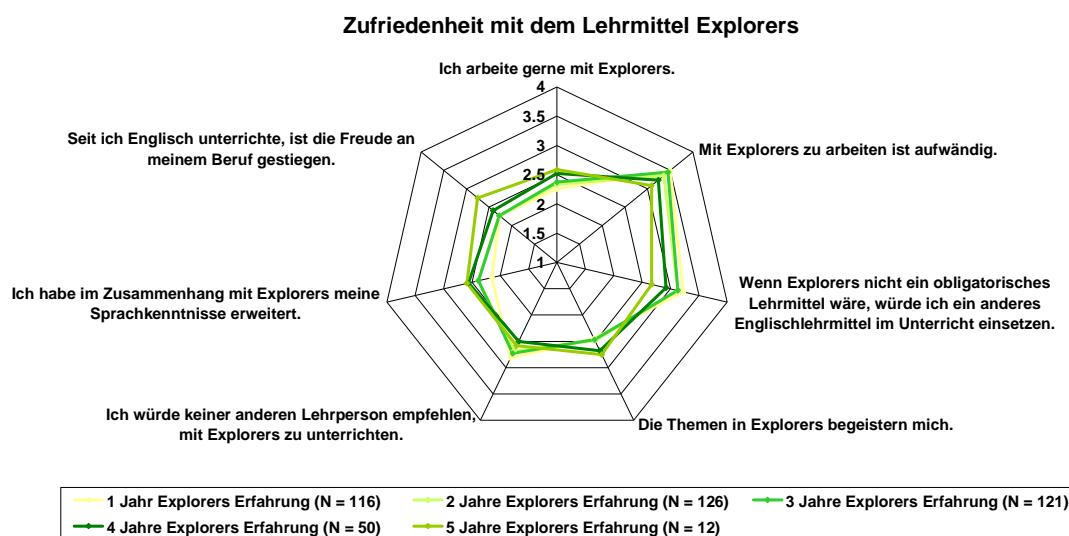 Zufriedenheit mit dem Lehrmittel Explorers
Ich arbeite gerne mit Explorers.
4
3.5
3
2.5
2
1.5
1
Seit ich Englisch unterrichte, ist die Freude an
meinem Beruf gestiegen.
Mit Explorers zu arbeiten ist aufwändig.
Ich habe im Zusammenhang mit Explorers meine
Sprachkenntnisse erweitert.
Wenn Explorers nicht ein obligatorisches
Lehrmittel wäre, würde ich ein anderes
Englischlehrmittel im Unterricht einsetzen.
Ich würde keiner anderen Lehrperson empfehlen,
mit Explorers zu unterrichten.
Die Themen in Explorers begeistern mich.
1 Jahr Explorers Erfahrung (N = 116)
2 Jahre Explorers Erfahrung (N = 126)
3 Jahre Explorers Erfahrung (N = 121)
4 Jahre Explorers Erfahrung (N = 50)
5 Jahre Explorers Erfahrung (N = 12)